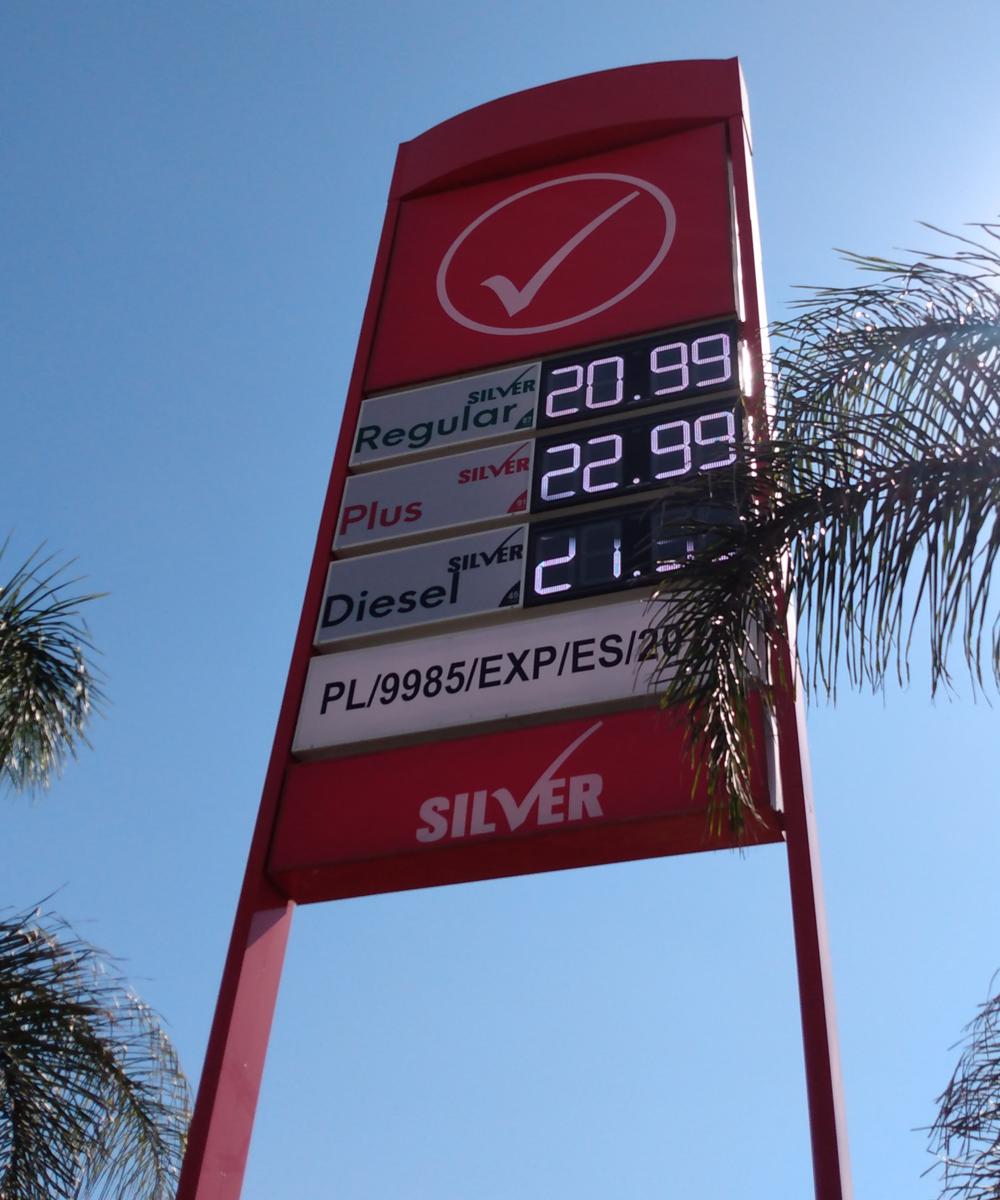 SILVER
Regular 20.99
SILVER
Plus 22.99
SILVER
Diesel
PL/9985/EXP/ES/20
SILVER